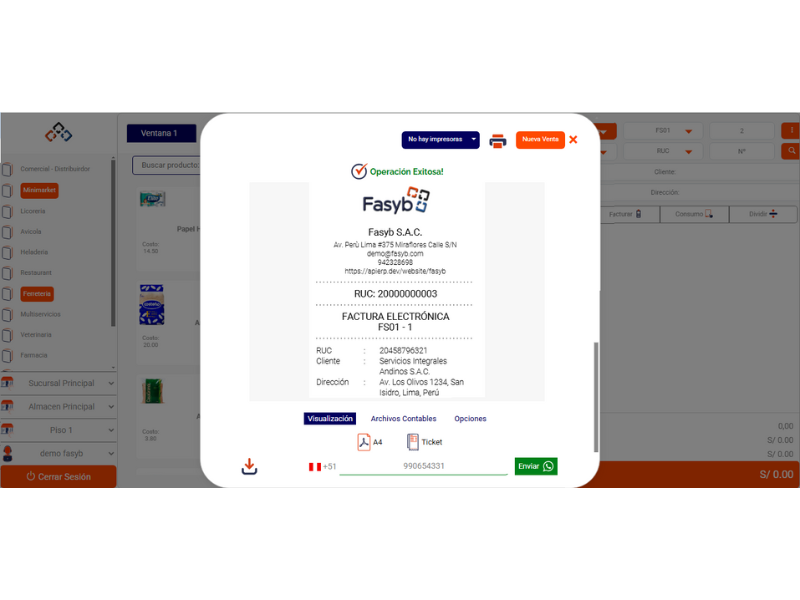 Ventana 1
Buscar producto:
Comercial - Distribuidor
Minimarket
Licorería
Avícola
Heladería
Restaurant
Ferretería
Multiservicios
Veterinaria
Farmacia
Sucursal Principal
Almacen Principal
Piso 1
demo fasyb
Cerrar Sesión
Papel H
Costo:
14.50
Costo:
20.00
Costo:
3.80
No hay impresoras
Nueva Venta
Operación Exitosa!
Fasyb
Fasyb S.A.C.
Av. Perú Lima #375 Miraflores Calle S/N
demo@fasyb.com
942328698
https://apierp.dev/website/fasyb
RUC: 20000000003
FACTURA ELECTRÓNICA
FS01 - 1
RUC : 20458796321
Cliente : Servicios Integrales
Andinos S.A.C.
Dirección : Av. Los Olivos 1234, San
Isidro, Lima, Perú
Visualización Archivos Contables Opciones
A4 Ticket
+51 990654331 Enviar
FS01 2
RUC N°
Cliente:
Dirección:
Facturar Consumo Dividir
0,00
S/ 0.00
S/ 0.00
S/ 0.00